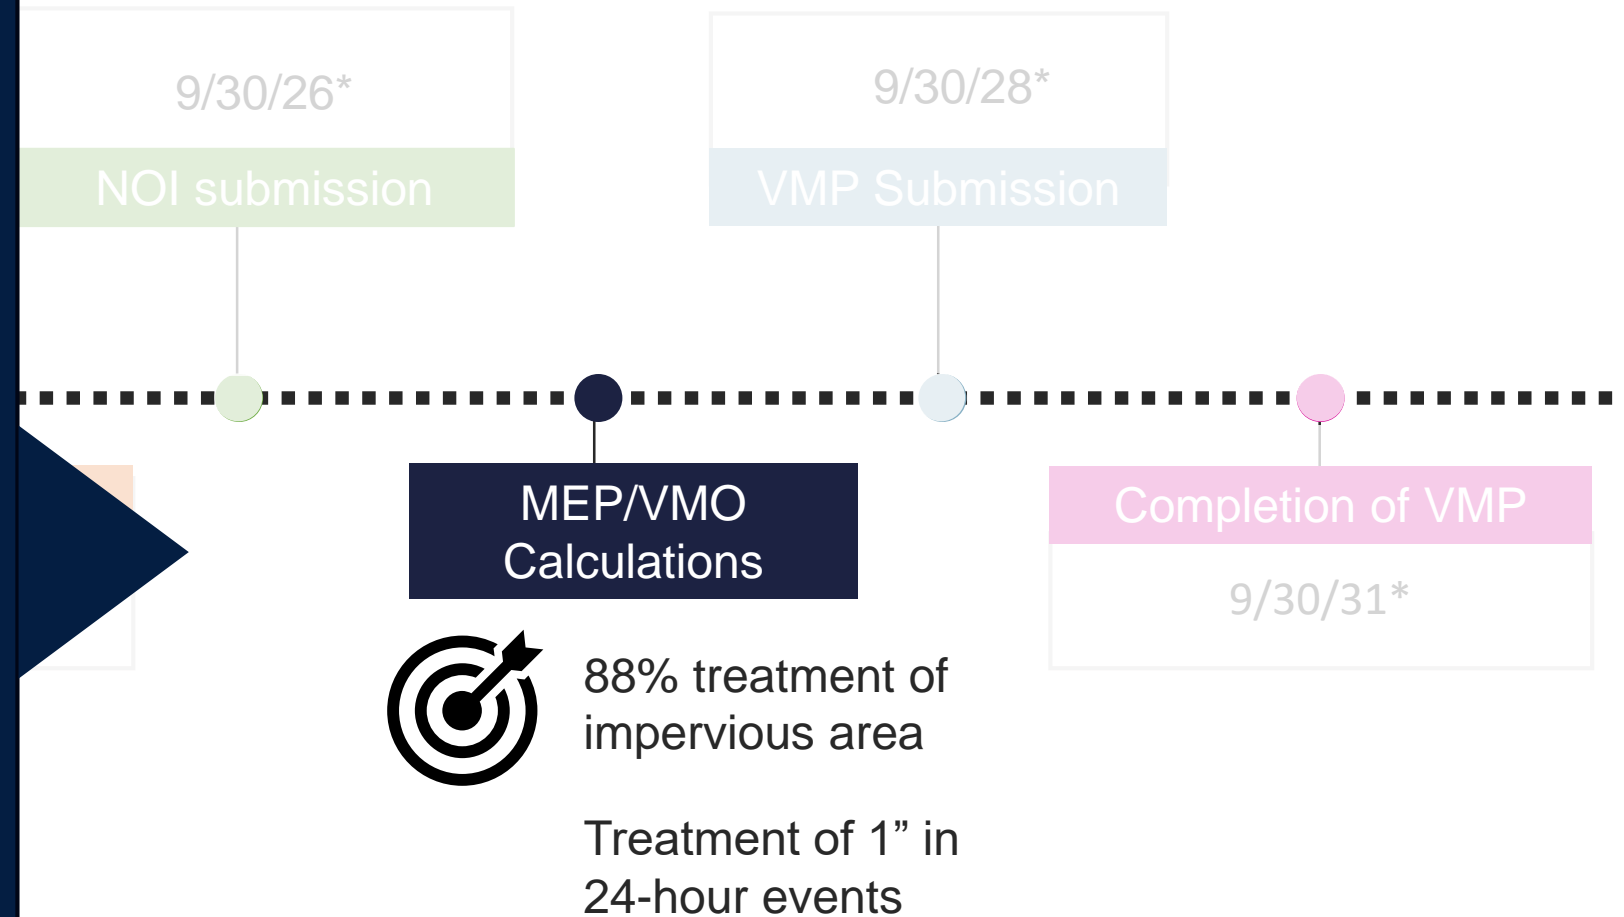 9/30/26*
NOI submission
9/30/28*
VMP Submission
MEP/VMO
Calculations
88% treatment of
impervious area
Treatment of 1” in
24-hour events
Completion of VMP
9/30/31*